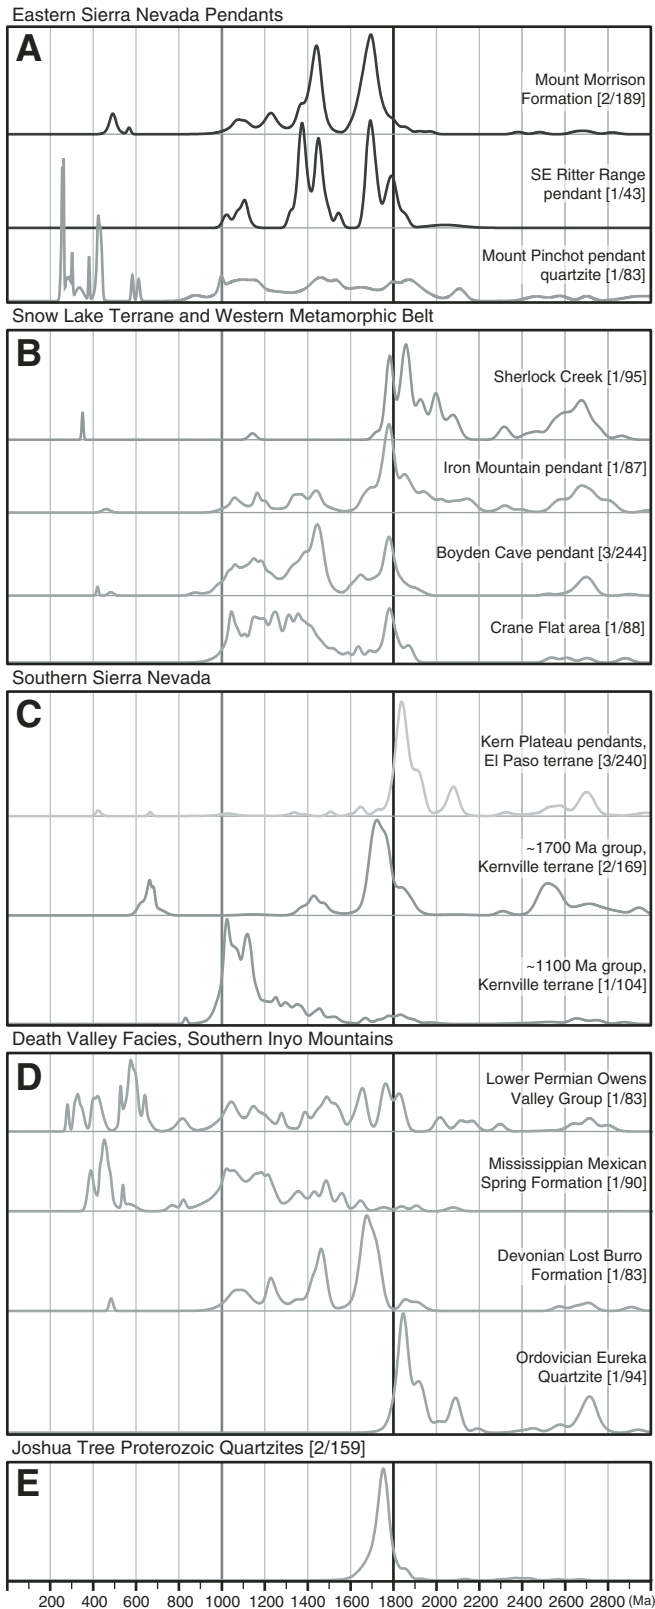 Eastern Sierra Nevada Pendants
A
Mount Morrison
Formation [2/189]
SE Ritter Range
pendant [1/43]
Mount Pinchot pendant
quartzite [1/83]
Snow Lake Terrane and Western Metamorphic Belt
B
Sherlock Creek [1/95]
Iron Mountain pendant [1/87]
Boyden Cave pendant [3/244]
Crane Flat area [1/88]
Southern Sierra Nevada
C
Kern Plateau pendants,
El Paso terrane [3/240]
~1700 Ma group,
Kernville terrane [2/169]
~1100 Ma group,
Kernville terrane [1/104]
Death Valley Facies, Southern Inyo Mountains
D
Lower Permian Owens
Valley Group [1/83]
Mississippian Mexican
Spring Formation [1/90]
Devonian Lost Burro
Formation [1/83]
Ordovician Eureka
Quartzite [1/94]
Joshua Tree Proterozoic Quartzites [2/159]
E
200 400 600 800 1000 1200 1400 1600 1800 2000 2200 2400 2600 2800 (Ma)